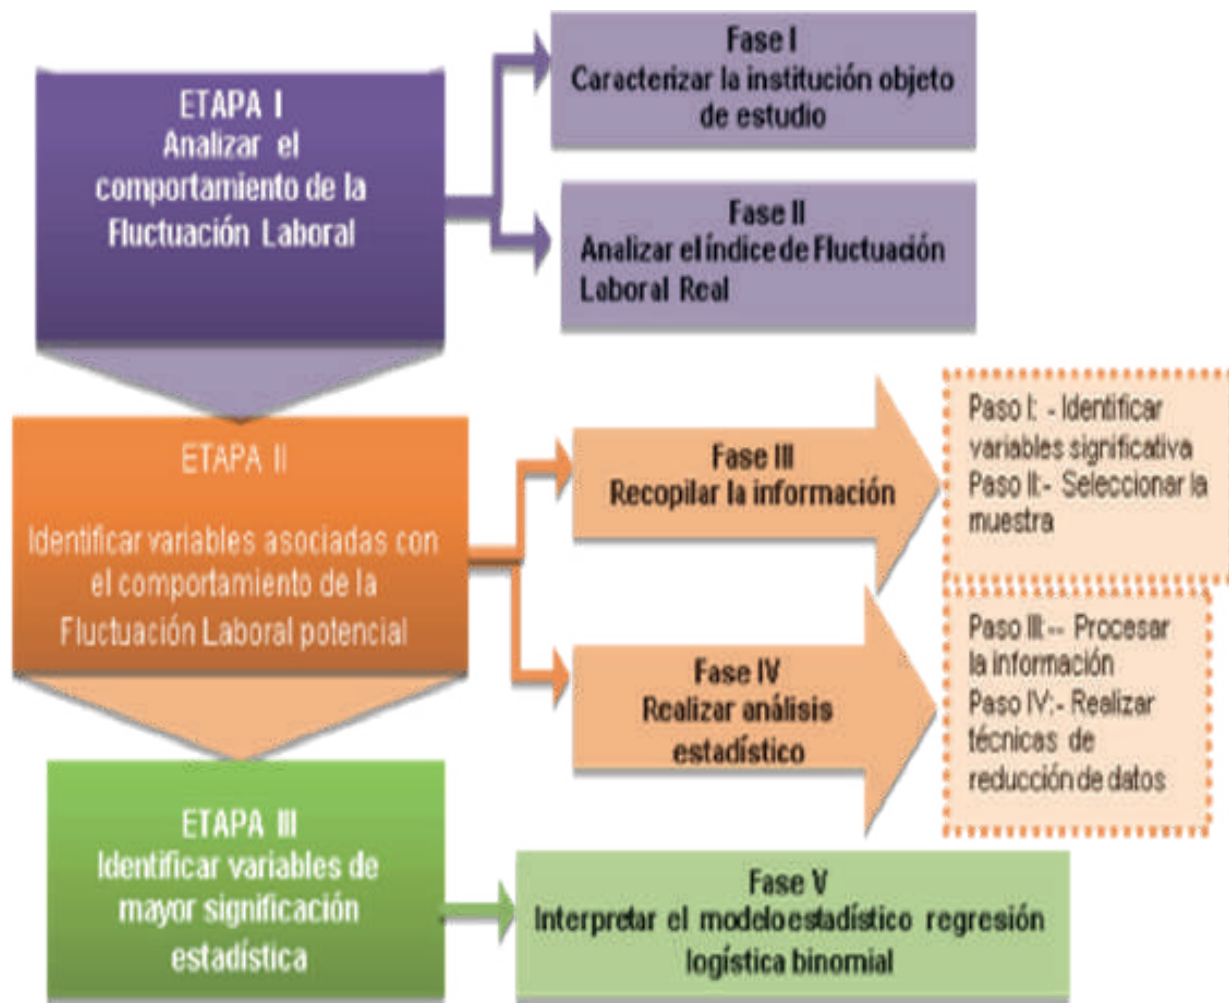 ETAPA I
Analizar el
comportamiento de la
Fluctuación Laboral
Fase I
Caracterizar la institución objeto
de estudio
Fase II
Analizar el índice de Fluctuación
Laboral Real
ETAPA II
Identificar variables asociadas con
el comportamiento de la
Fluctuación Laboral potencial
Fase III
Recopilar la información
Paso I: - Identificar
variables significativa
Paso II:- Seleccionar la
muestra
Fase IV
Realizar análisis
estadístico
Paso III:-- Procesar
la información
Paso IV:- Realizar
técnicas de
reducción de datos
ETAPA III
Identificar variables de
mayor significación
estadística
Fase V
Interpretar el modelo estadístico regresión
logística binomial